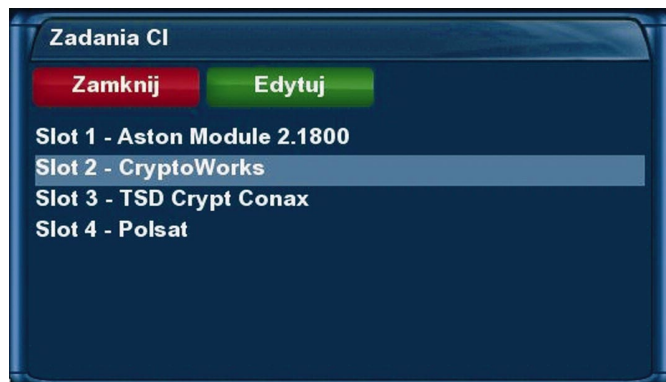 Zadania CI
Zamknij Edytuj
Slot 1 - Aston Module 2.1800
Slot 2 - CryptoWorks
Slot 3 - TSD Crypt Conax
Slot 4 - Polsat